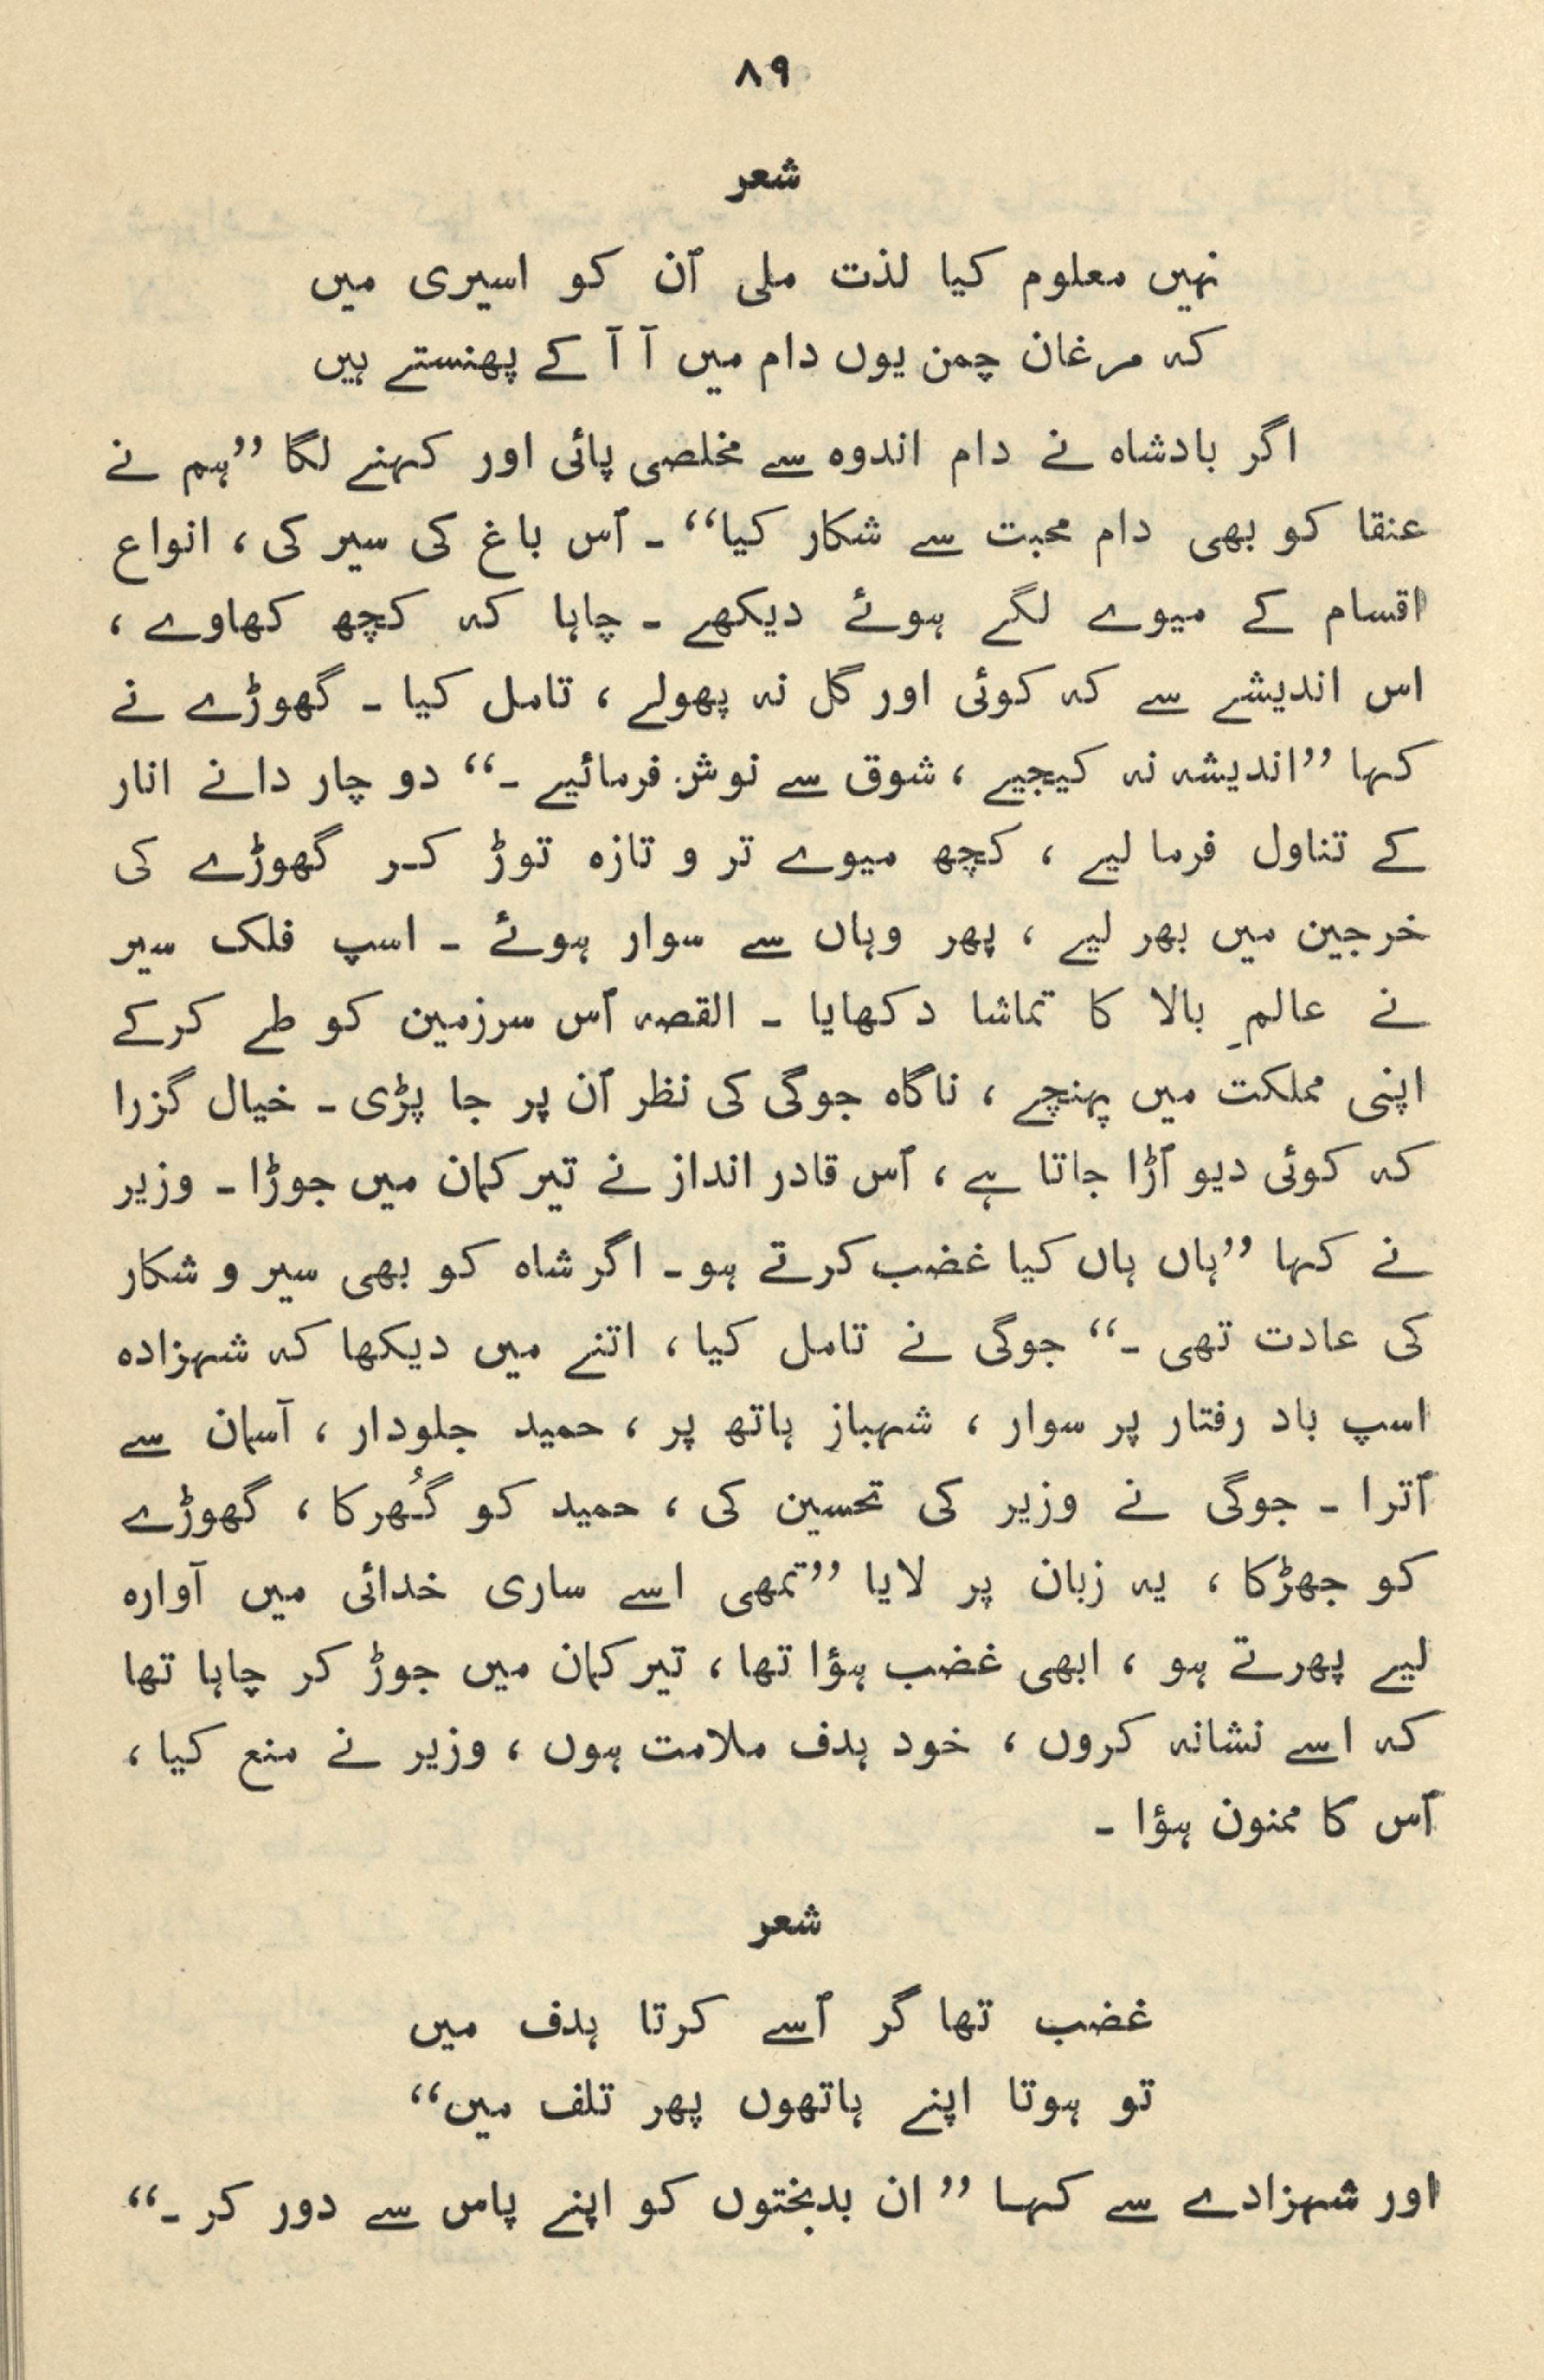 ۸۹
شعر
نہیں معلوم کیا لذت ملی اُن کو اسیری میں
کہ مرغان چمن یوں دام میں آ آ کے پھنستے ہیں
اگر بادشاہ نے دام اندوہ سے مخلصی پائی اور کہنے لگا ”ہم نے
عنقا کو بھی دام محبت سے شکار کیا“ ۔ اُس باغ کی سیر کی ، انواع
اقسام کے میوے لگے ہوئے دیکھے ۔ چاہا کہ کچھ کھاوے ،
اس اندیشے سے کہ کوئی اور گل نہ پھولے ، تامل کیا ۔ گھوڑے نے
کہا ”اندیشہ نہ کیجیے ، شوق سے نوش فرمائیے ۔“ دو چار دانے انار
کے تناول فرما لیے ، کچھ میوے تر و تازہ توڑ کر گھوڑے کی
خرجین میں بھر لیے ، پھر وہاں سے سوار ہوئے ۔ اسپ فلک سیر
نے عالمِ بالا کا تماشا دکھایا ۔ القصہ اُس سرزمین کو طے کرکے
اپنی مملکت میں پہنچے ، ناگاہ جوگی کی نظر اُن پر جا پڑی ۔ خیال گزرا
کہ کوئی دیو اُڑا جاتا ہے ، اُس قادر انداز نے تیر کمان میں جوڑا ۔ وزیر
نے کہا ”ہاں ہاں کیا غضب کرتے ہو ۔ اگر شاہ کو بھی سیر و شکار
کی عادت تھی ۔“ جوگی نے تامل کیا ، اتنے میں دیکھا کہ شہزادہ
اسپ باد رفتار پر سوار ، شہباز ہاتھ پر ، حمید جلودار ، آسمان سے
اُترا ۔ جوگی نے وزیر کی تحسین کی ، حمید کو گُھرکا ، گھوڑے
کو جھڑکا ، یہ زبان پر لایا ”تمھی اسے ساری خدائی میں آوارہ
لیے پھرتے ہو ، ابھی غضب ہؤا تھا ، تیر کمان میں جوڑ کر چاہا تھا
کہ اسے نشانہ کروں ، خود ہدف ملامت ہوں ، وزیر نے منع کیا ،
اُس کا ممنون ہؤا ۔
شعر
غضب تھا گر اُسے کرتا ہدف میں
تو ہوتا اپنے ہاتھوں پھر تلف میں“
اور شہزادے سے کہا ”ان بدبختوں کو اپنے پاس سے دور کر ۔“